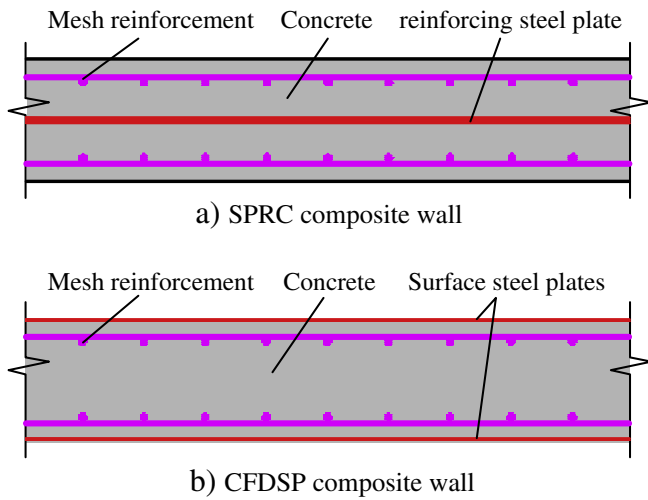 Mesh reinforcement Concrete reinforcing steel plate
a) SPRC composite wall
Mesh reinforcement Concrete Surface steel plates
b) CFDSP composite wall